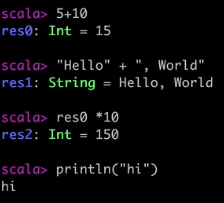 scala> 5+10
res0: Int = 15
scala> "Hello" + ", World"
res1: String = Hello, World
scala> res0 *10
res2: Int = 150
scala> println("hi")
hi